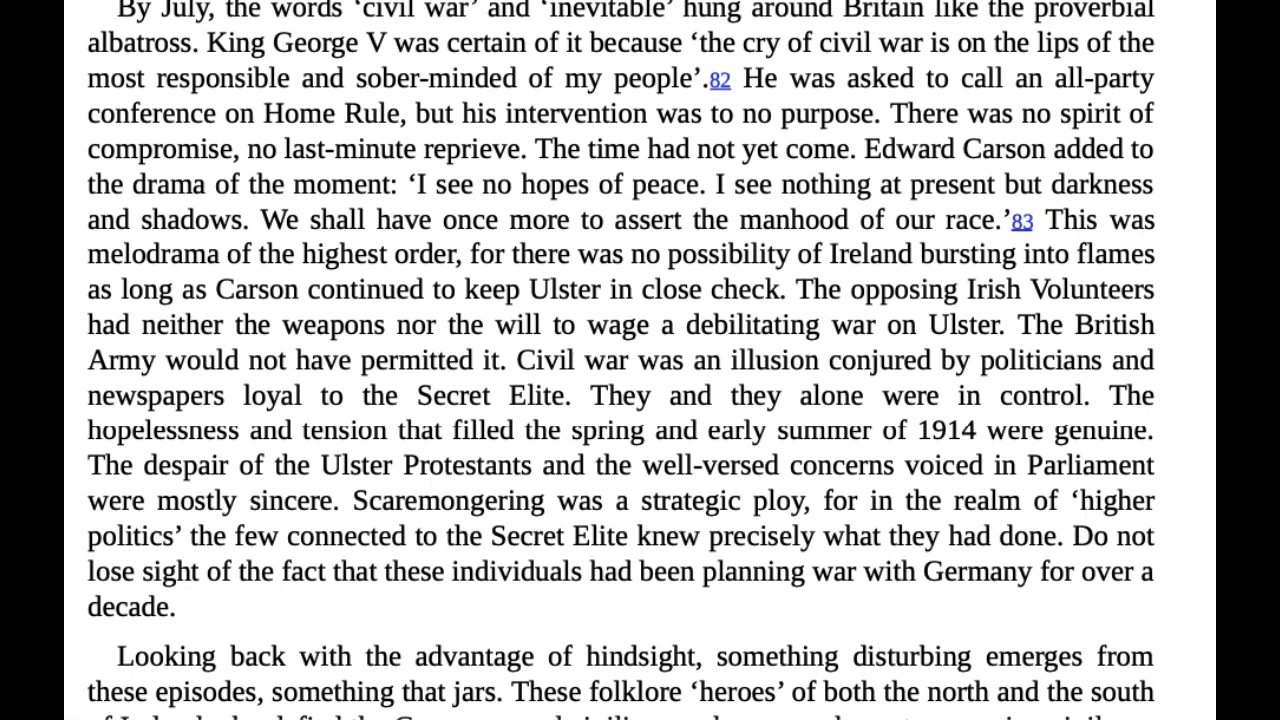 By July, the words ‘civil war’ and ‘inevitable’ hung around Britain like the proverbial
albatross. King George V was certain of it because ‘the cry of civil war is on the lips of the
most responsible and sober-minded of my people’.82 He was asked to call an all-party
conference on Home Rule, but his intervention was to no purpose. There was no spirit of
compromise, no last-minute reprieve. The time had not yet come. Edward Carson added to
the drama of the moment: ‘I see no hopes of peace. I see nothing at present but darkness
and shadows. We shall have once more to assert the manhood of our race.’83 This was
melodrama of the highest order, for there was no possibility of Ireland bursting into flames
as long as Carson continued to keep Ulster in close check. The opposing Irish Volunteers
had neither the weapons nor the will to wage a debilitating war on Ulster. The British
Army would not have permitted it. Civil war was an illusion conjured by politicians and
newspapers loyal to the Secret Elite. They and they alone were in control. The
hopelessness and tension that filled the spring and early summer of 1914 were genuine.
The despair of the Ulster Protestants and the well-versed concerns voiced in Parliament
were mostly sincere. Scaremongering was a strategic ploy, for in the realm of ‘higher
politics’ the few connected to the Secret Elite knew precisely what they had done. Do not
lose sight of the fact that these individuals had been planning war with Germany for over a
decade.
Looking back with the advantage of hindsight, something disturbing emerges from
these episodes, something that jars. These folklore ‘heroes’ of both the north and the south